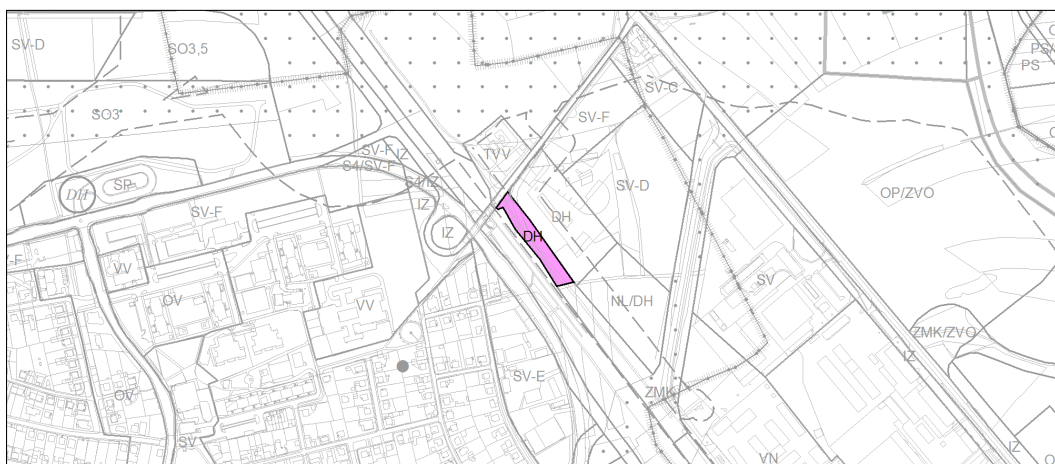 SV-D
SO3,5
SO3
SV-F
IZ
S4/SV-F
S4/IZ
IZ
IZ
DH
SP
SV-F
VV
OV
VV
OV
SV
SV-E
TVV
SV-F
SV-C
SV-D
DH
DH
NL/DH
SV
ZMK
VN
OP/ZVO
ZMK/ZVO
IZ
IZ
PS